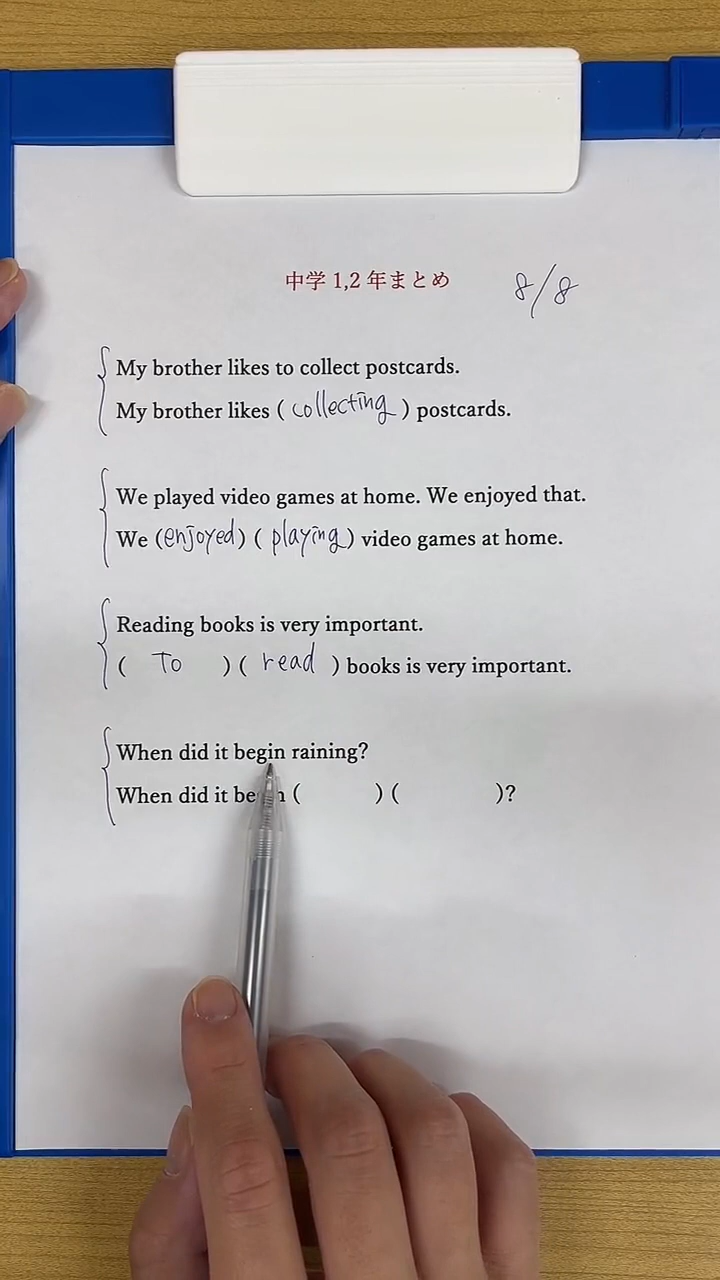 中学1,2年まとめ 8/8
My brother likes to collect postcards.
My brother likes (collecting) postcards.
We played video games at home. We enjoyed that.
We (enjoyed) (playing) video games at home.
Reading books is very important.
( To ) ( read ) books is very important.
When did it begin raining?
When did it begin ( ) ( )?